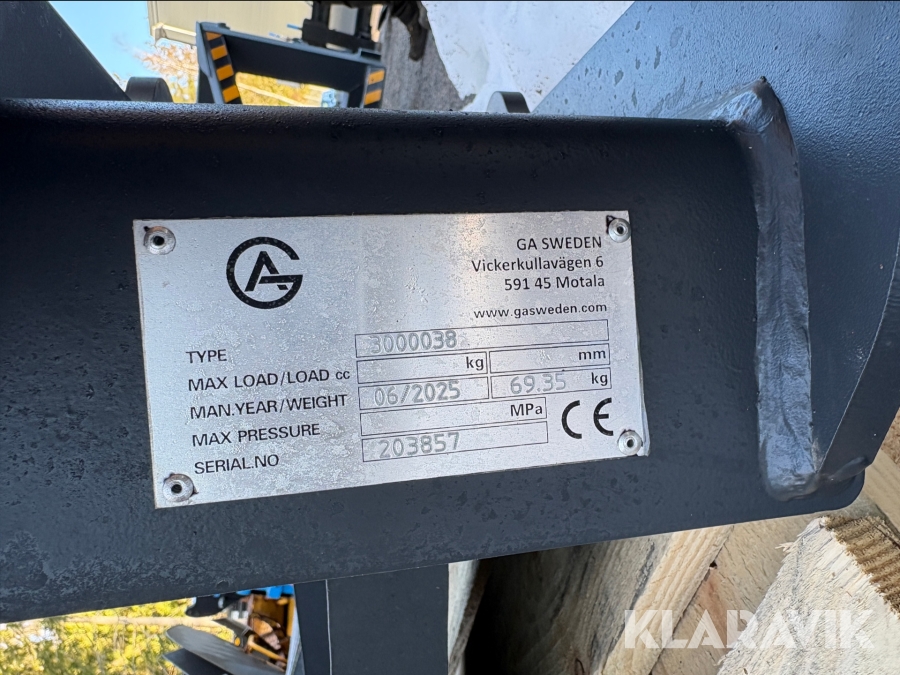 GA
GA SWEDEN
Vickerkullavägen 6
591 45 Motala
www.gasweden.com
TYPE 3000038
MAX LOAD/LOAD cc kg mm
MAN.YEAR/WEIGHT 06/2025 69.35 kg
MAX PRESSURE MPa
SERIAL.NO 203857
CE
KLARAVIK